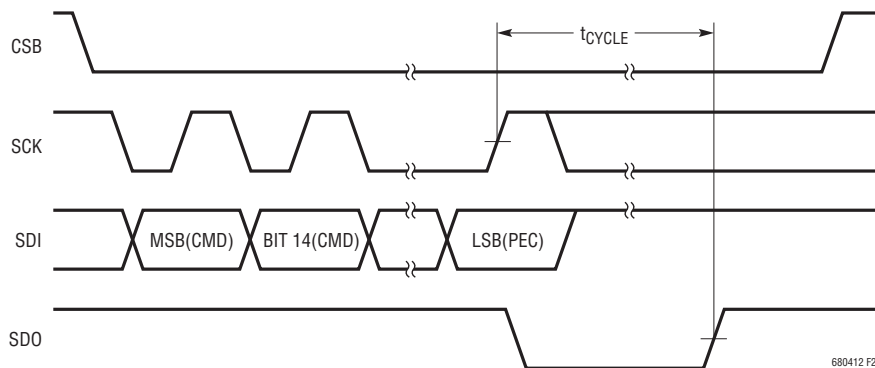 CSB
tCYCLE
SCK
SDI
MSB(CMD)
BIT 14(CMD)
LSB(PEC)
SDO
680412 F2